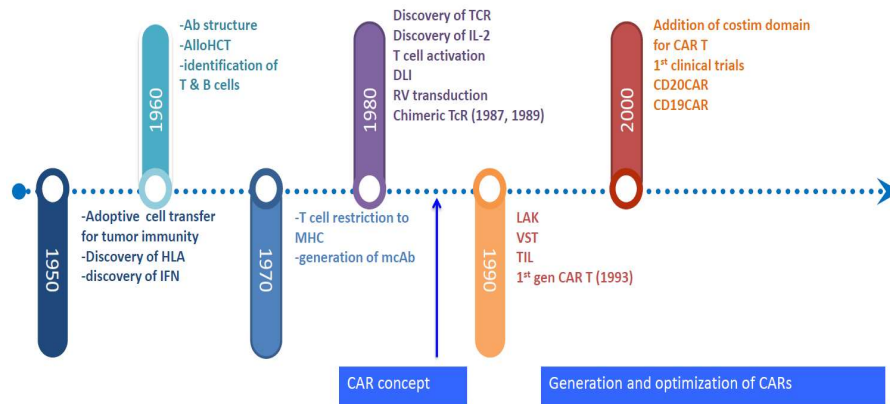 1950
-Adoptive cell transfer
for tumor immunity
-Discovery of HLA
-discovery of IFN
1960
-Ab structure
-AlloHCT
-identification of
T & B cells
1970
-T cell restriction to
MHC
-generation of mcAb
1980
Discovery of TCR
Discovery of IL-2
T cell activation
DLI
RV transduction
Chimeric TcR (1987, 1989)
1990
LAK
VST
TIL
1st gen CAR T (1993)
2000
Addition of costim domain
for CAR T
1st clinical trials
CD20CAR
CD19CAR
CAR concept
Generation and optimization of CARs